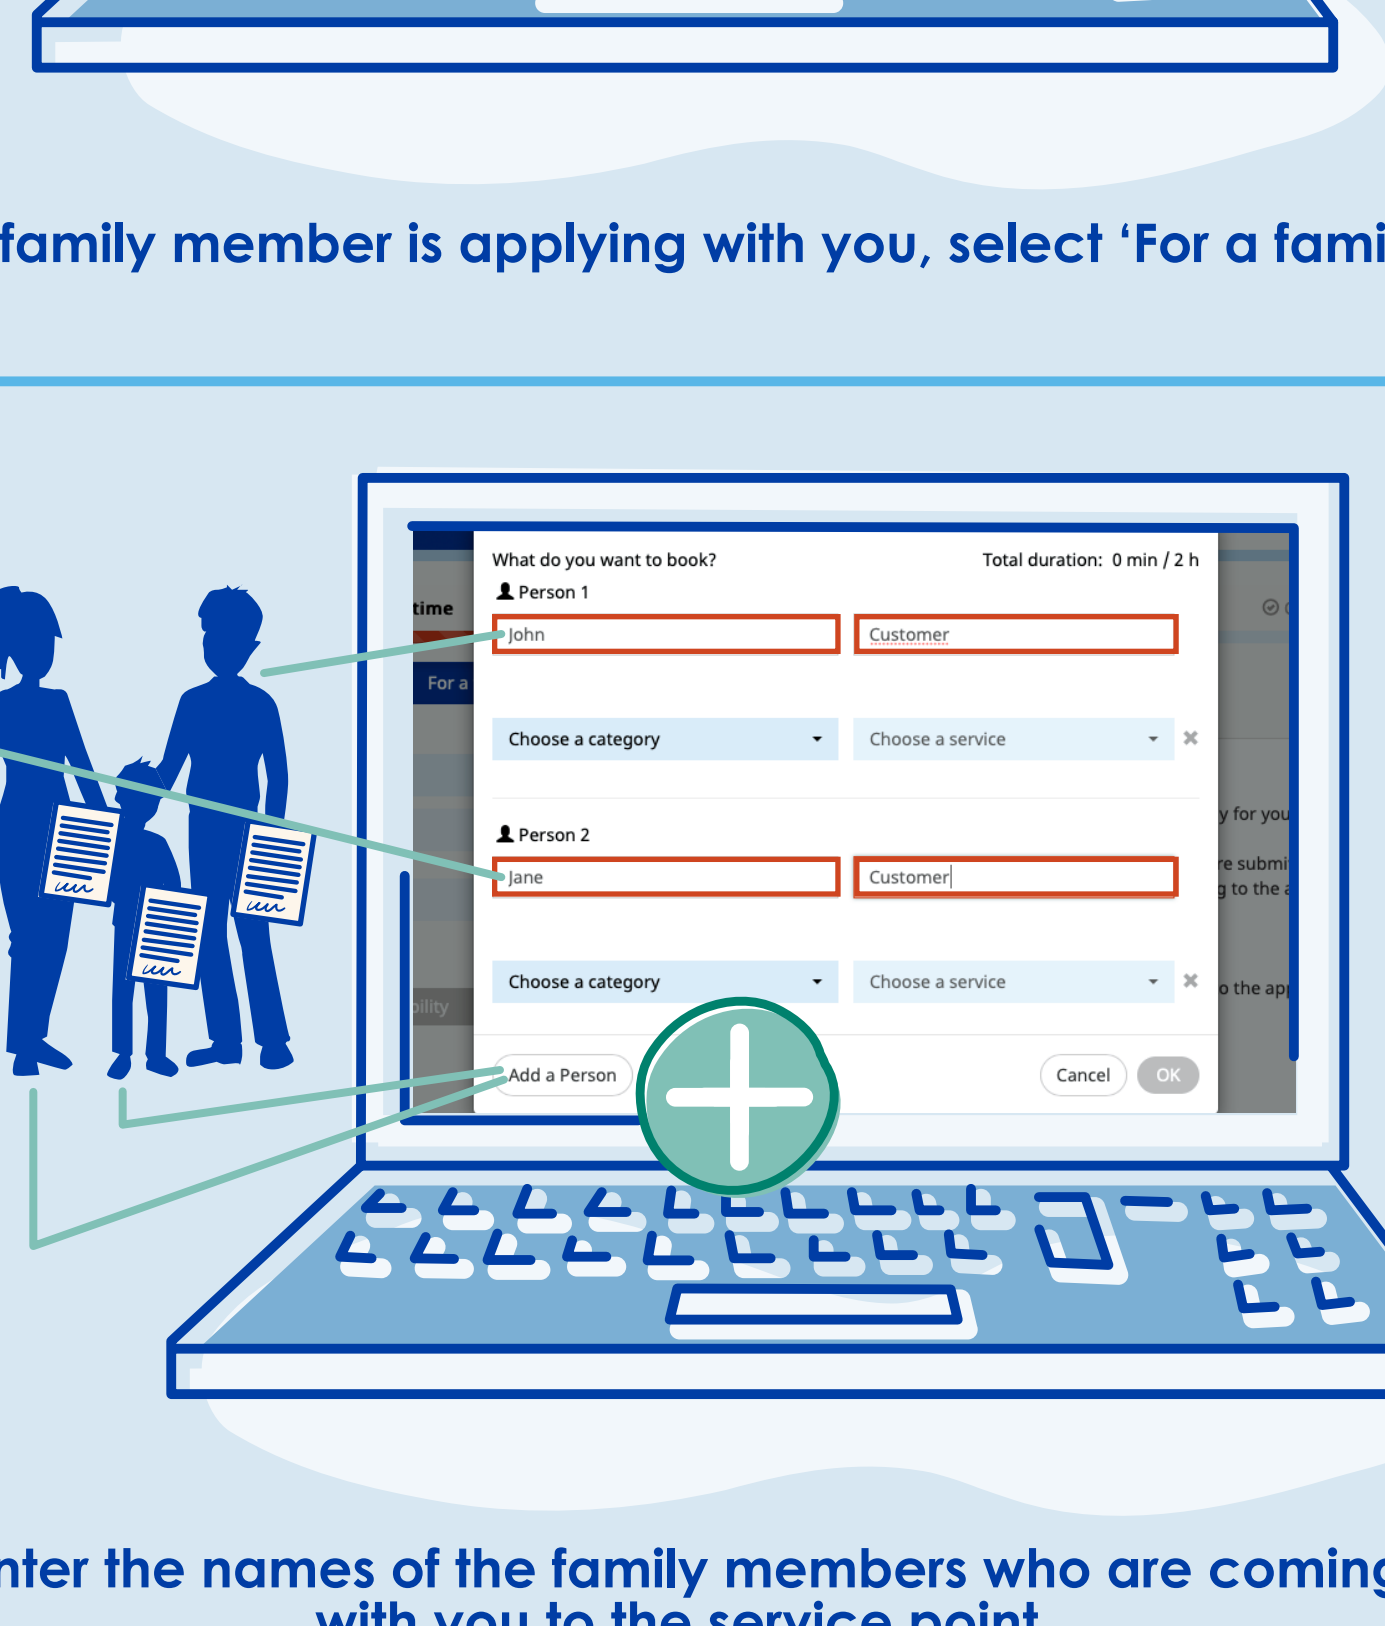 family member is applying with you, select ‘For a fami
What do you want to book?
Total duration: 0 min / 2 h
Person 1
time
John
Customer
For a
Choose a category
Choose a service
y for you
Person 2
re submi
Jane
Customer
g to the a
Choose a category
Choose a service
o the app
bility
Add a Person
Cancel
OK
nter the names of the family members who are coming
with you to the service point